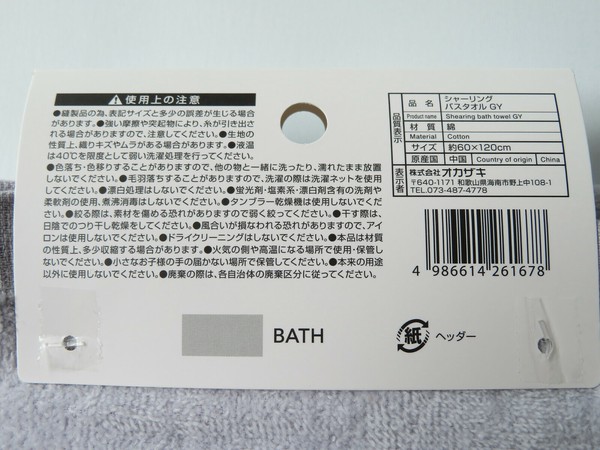 使用上の注意
●縫製品の為、表記サイズと多少の誤差が生じる場合
があります。●強い摩擦や突起物により、糸が引き出さ
れる場合がありますので、注意してください。●生地の
性質上、織りキズやムラがある場合があります。●液温
は40℃を限度として弱い洗濯処理を行ってください。
●色落ち・色移りすることがありますので、他の物と一緒に洗ったり、濡れたまま放置
しないでください。●毛羽落ちすることがありますので、洗濯の際は洗濯ネットを使用
してください。●漂白処理はしないでください。●蛍光剤・塩素系・漂白剤含有の洗剤や
柔軟剤の使用、煮沸消毒はしないでください。●タンブラー乾燥機は使用しないでくださ
い。●絞る際は、素材を傷める恐れがありますので弱く絞ってください。●干す際は、
日陰でのつり干し乾燥をしてください。●風合いが損なわれる恐れがありますので、アイ
ロンは使用しないでください。●ドライクリーニングはしないでください。●本品は材質
の性質上、多少収縮する場合があります。●火気の側や高温になる場所で使用・保管し
ないでください。●小さなお子様の手の届かない場所で保管してください。●本来の用途
以外に使用しないでください。●廃棄の際は、各自治体の廃棄区分に従ってください。
品質表示
品名 シャーリング
バスタオル GY
Product name Shearing bath towel GY
材質 綿
Material Cotton
サイズ 約60×120cm
原産国 中国 Country of origin China
表示者 株式会社 オカザキ
〒640-1171 和歌山県海南市野上中108-1
TEL.073-487-4778
4 986614 261678
BATH
紙 ヘッダー